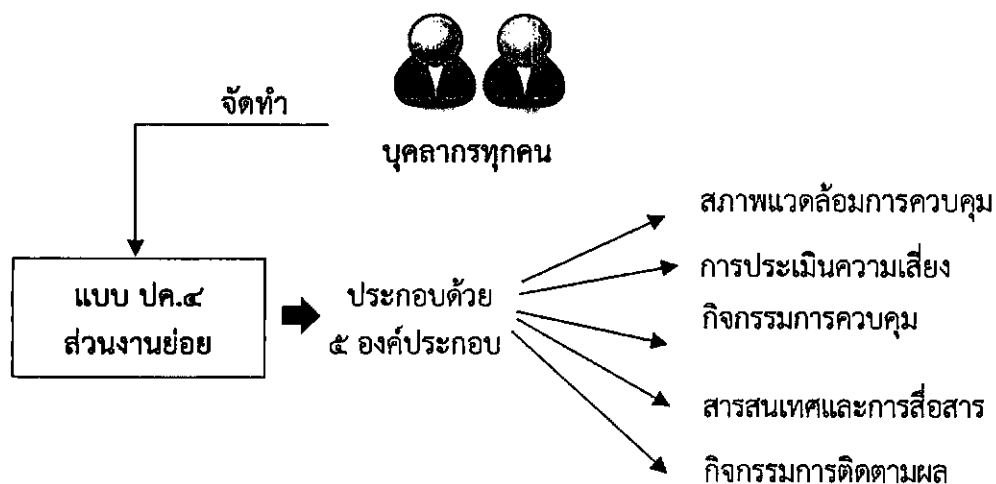 จัดทำ
บุคลากรทุกคน
แบบ ปค.๔
ส่วนงานย่อย
ประกอบด้วย
๕ องค์ประกอบ
สภาพแวดล้อมการควบคุม
การประเมินความเสี่ยง
กิจกรรมการควบคุม
สารสนเทศและการสื่อสาร
กิจกรรมการติดตามผล